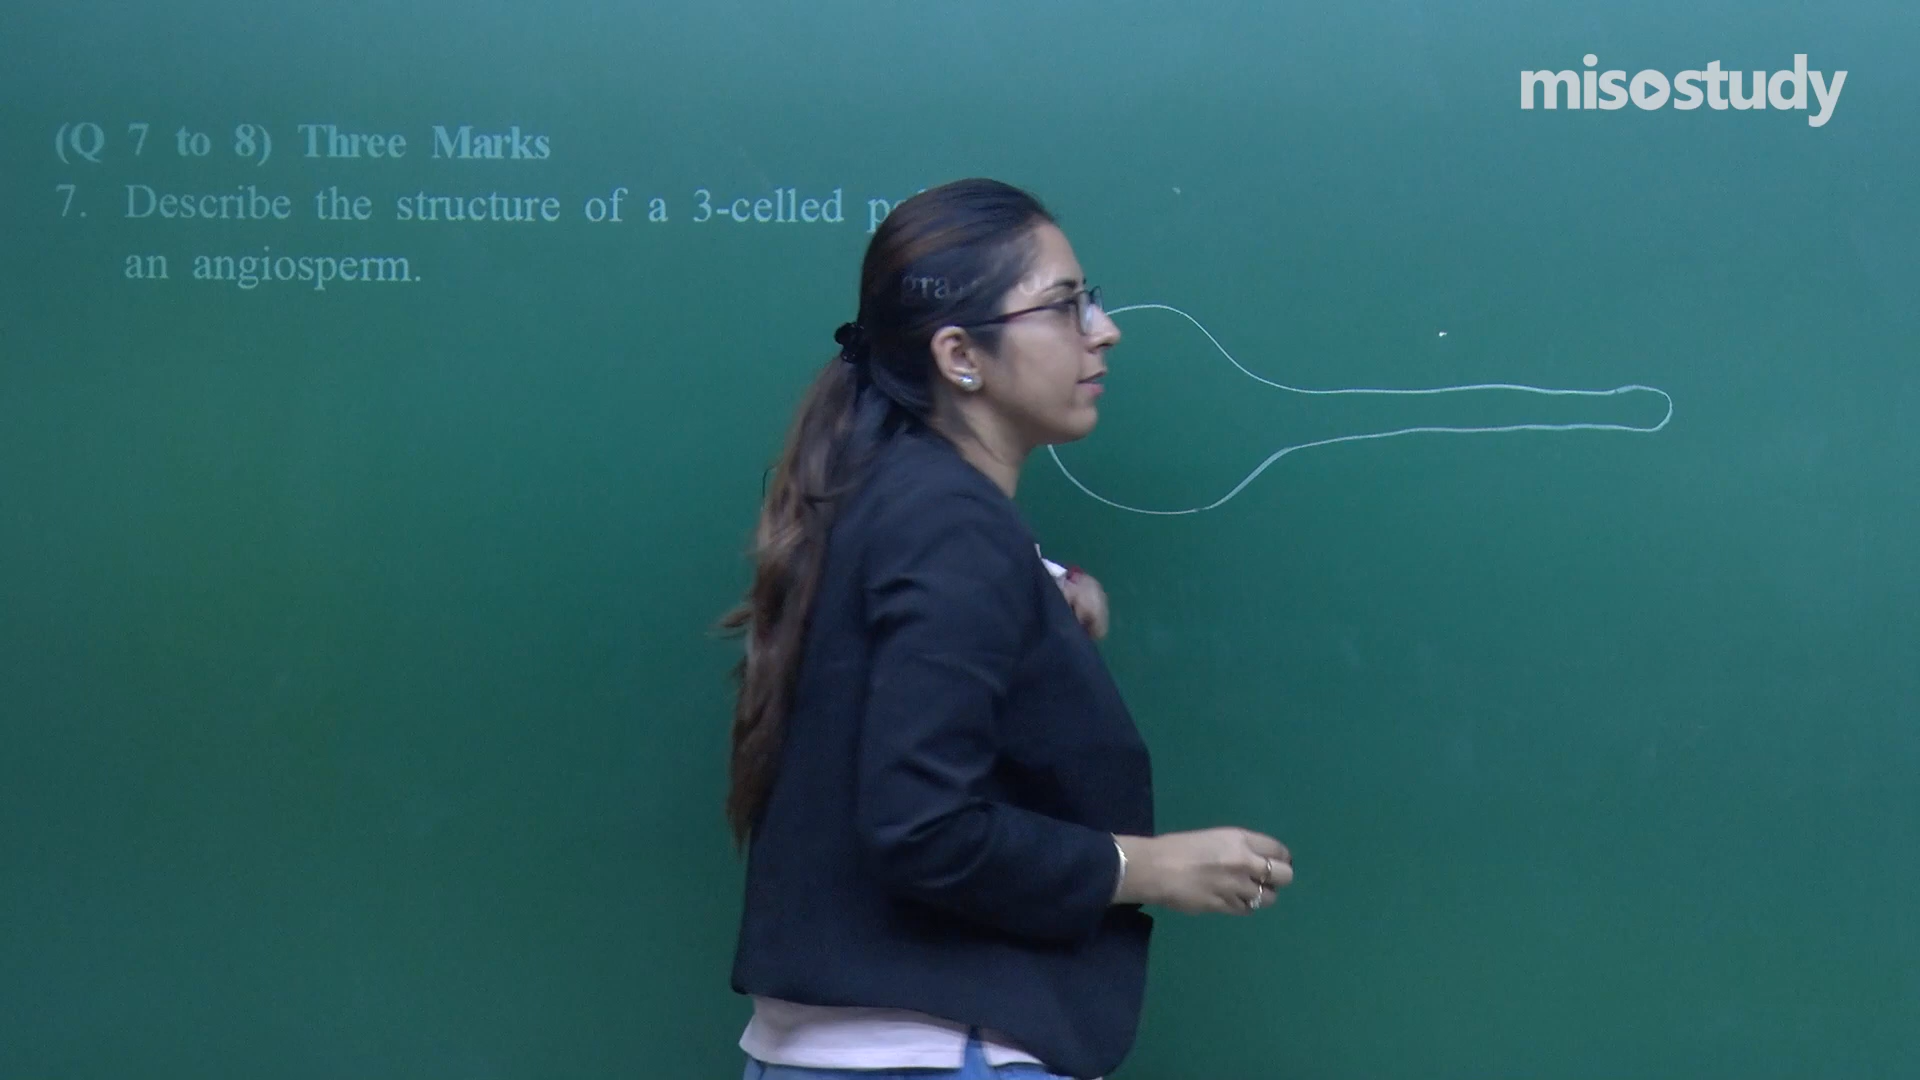 misostudy
(Q 7 to 8) Three Marks
7. Describe the structure of a 3-celled
an angiosperm.